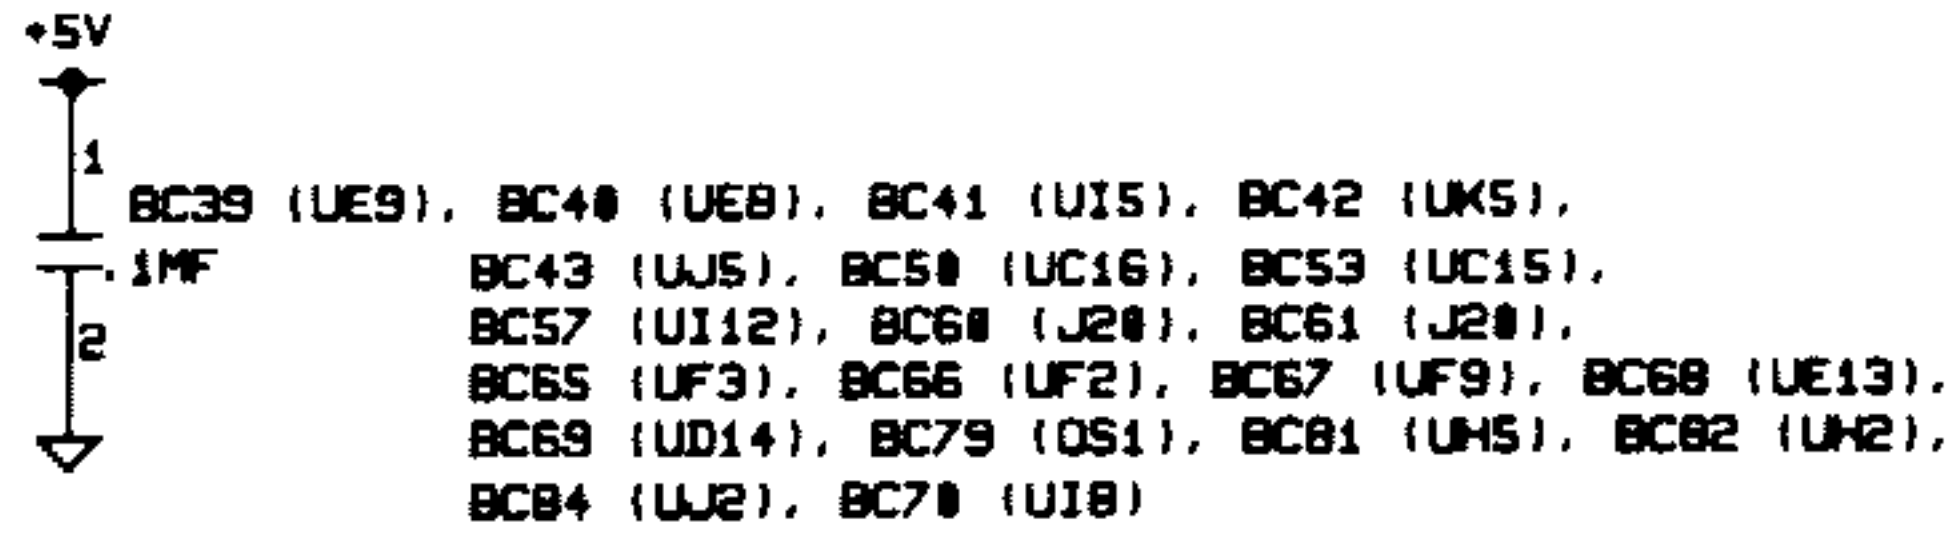 +5V
1
BC39 (UE9), BC40 (UE8), BC41 (UI5), BC42 (UK5),
.1MF
BC43 (UJ5), BC50 (UC16), BC53 (UC15),
BC57 (UI12), BC60 (J20), BC61 (J20),
2
BC65 (UF3), BC66 (UF2), BC67 (UF9), BC68 (UE13),
BC69 (UD14), BC79 (OS1), BC81 (UH5), BC82 (UH2),
BC84 (UJ2), BC70 (UI8)